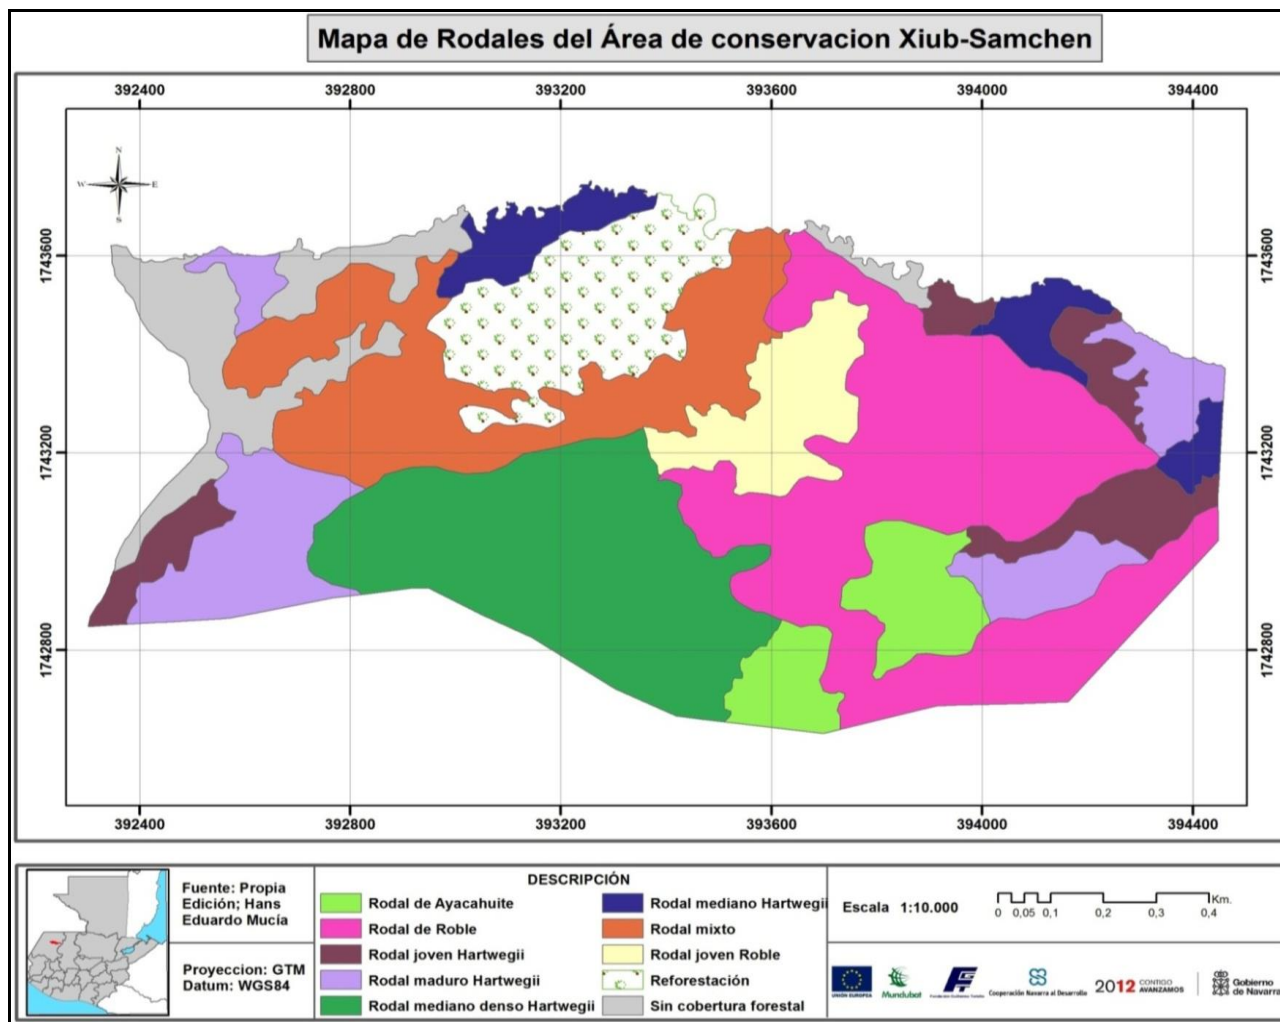 Mapa de Rodales del Área de conservacion Xiub-Samchen
392400 392800 393200 393600 394000 394400
N
W E
S
1743600 1743600
1743200 1743200
1742800 1742800
392400 392800 393200 393600 394000 394400
Fuente: Propia
Edición; Hans
Eduardo Mucía
Proyeccion: GTM
Datum: WGS84
DESCRIPCIÓN
Rodal de Ayacahuite
Rodal de Roble
Rodal joven Hartwegii
Rodal maduro Hartwegii
Rodal mediano denso Hartwegii
Rodal mediano Hartwegii
Rodal mixto
Rodal joven Roble
Reforestación
Sin cobertura forestal
Escala 1:10.000
Km.
0 0,05 0,1 0,2 0,3 0,4
UNIÓN EUROPEA
Mundubat
Cooperación Navarra al Desarrollo
2012 CONTIGO
AVANZAMOS
Gobierno
de Navarra